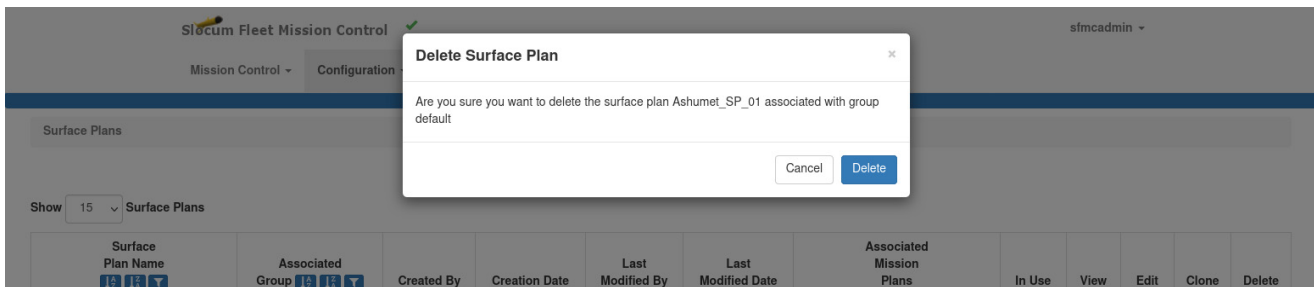 Slocum Fleet Mission Control
sfmcadmin
Mission Control
Configuration
Delete Surface Plan
×
Are you sure you want to delete the surface plan Ashumet_SP_01 associated with group
default
Cancel
Delete
Surface Plans
Show 15 Surface Plans
Surface
Plan Name
Associated
Group
Created By
Creation Date
Last
Modified By
Last
Modified Date
Associated
Mission
Plans
In Use
View
Edit
Clone
Delete